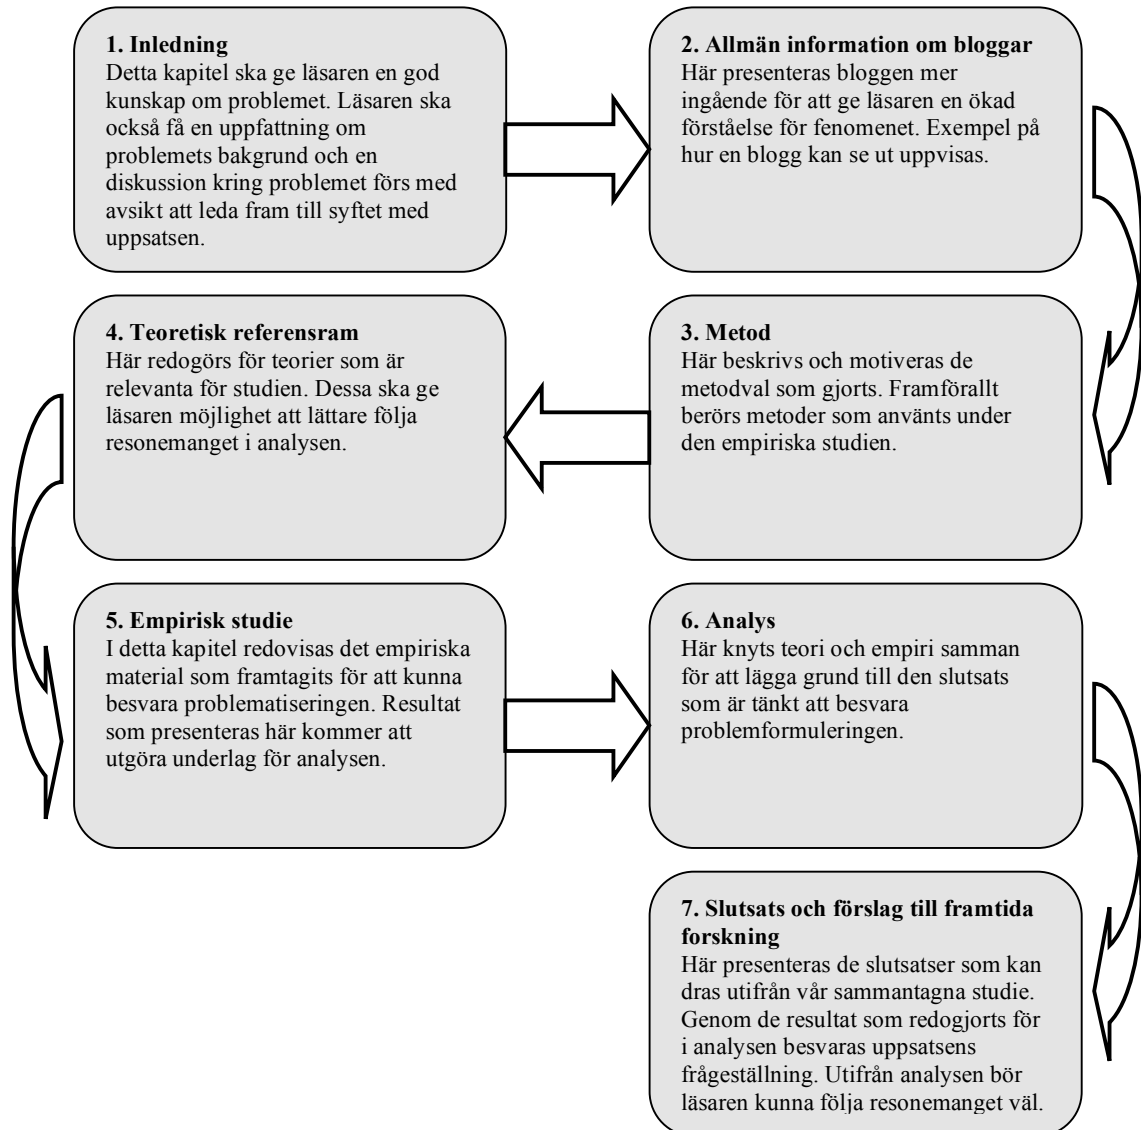 1. Inledning
Detta kapitel ska ge läsaren en god
kunskap om problemet. Läsaren ska
också få en uppfattning om
problemets bakgrund och en
diskussion kring problemet förs med
avsikt att leda fram till syftet med
uppsatsen.
2. Allmän information om bloggar
Här presenteras bloggen mer
ingående för att ge läsaren en ökad
förståelse för fenomenet. Exempel på
hur en blogg kan se ut uppvisas.
3. Metod
Här beskrivs och motiveras de
metodval som gjorts. Framförallt
berörs metoder som använts under
den empiriska studien.
4. Teoretisk referensram
Här redogörs för teorier som är
relevanta för studien. Dessa ska ge
läsaren möjlighet att lättare följa
resonemanget i analysen.
5. Empirisk studie
I detta kapitel redovisas det empiriska
material som framtagits för att kunna
besvara problematiseringen. Resultat
som presenteras här kommer att
utgöra underlag för analysen.
6. Analys
Här knyts teori och empiri samman
för att lägga grund till den slutsats
som är tänkt att besvara
problemformuleringen.
7. Slutsats och förslag till framtida
forskning
Här presenteras de slutsatser som kan
dras utifrån vår sammantagna studie.
Genom de resultat som redogjorts för
i analysen besvaras uppsatsens
frågeställning. Utifrån analysen bör
läsaren kunna följa resonemanget väl.